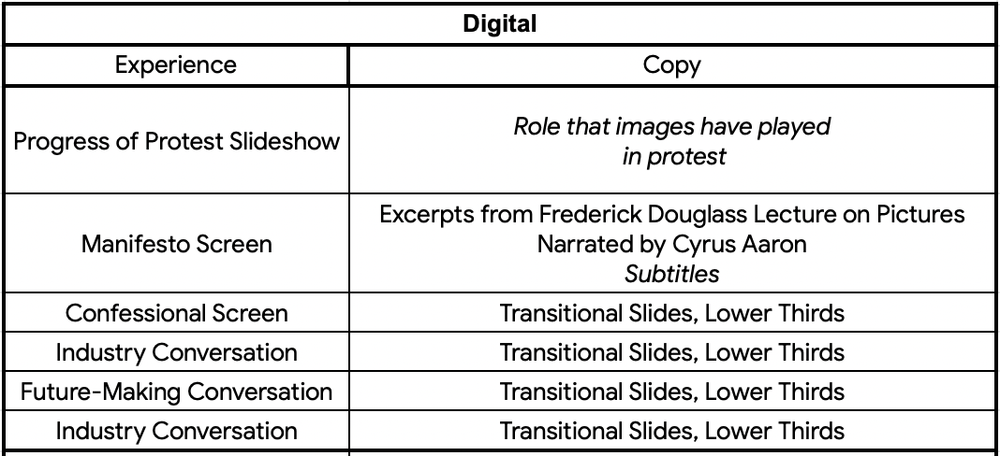 Digital
Experience Copy
Progress of Protest Slideshow
Role that images have played
in protest
Manifesto Screen
Excerpts from Frederick Douglass Lecture on Pictures
Narrated by Cyrus Aaron
Subtitles
Confessional Screen Transitional Slides, Lower Thirds
Industry Conversation Transitional Slides, Lower Thirds
Future-Making Conversation Transitional Slides, Lower Thirds
Industry Conversation Transitional Slides, Lower Thirds